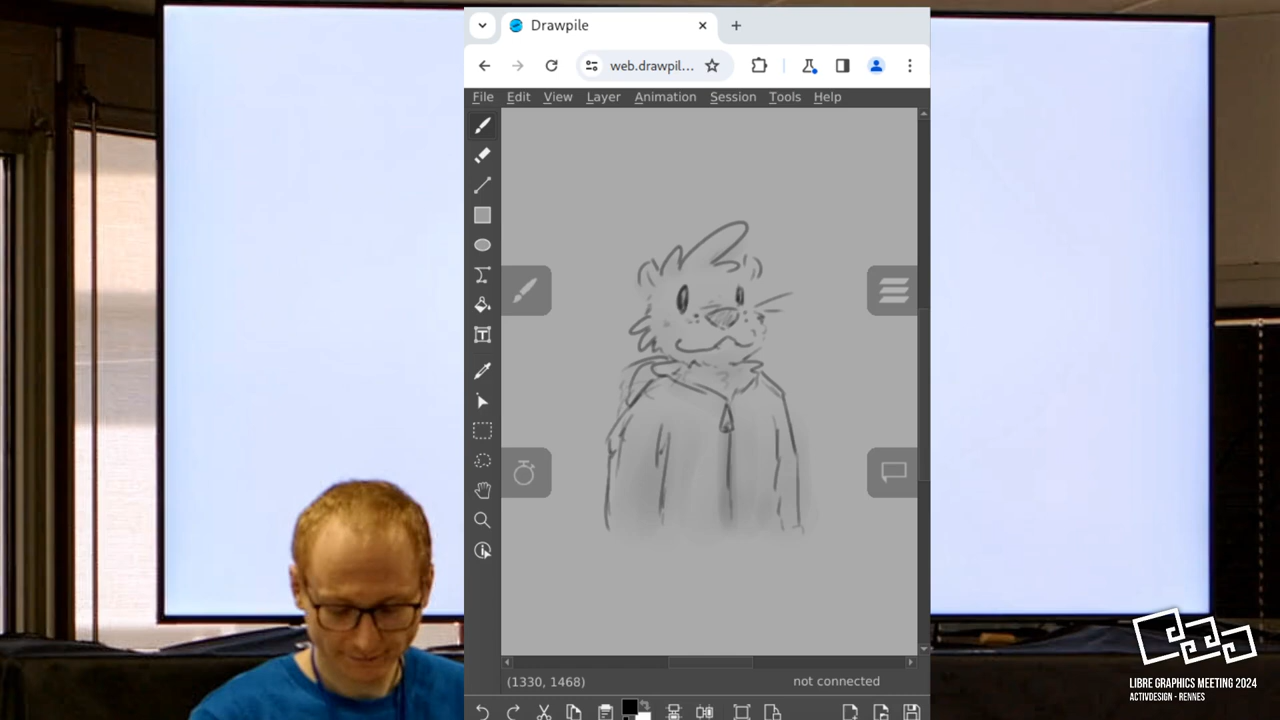 Drawpile
web.drawpil...
File Edit View Layer Animation Session Tools Help
T
(1330, 1468)
not connected
LIBRE GRAPHICS MEETING 2024
ACTIVDESIGN - RENNES